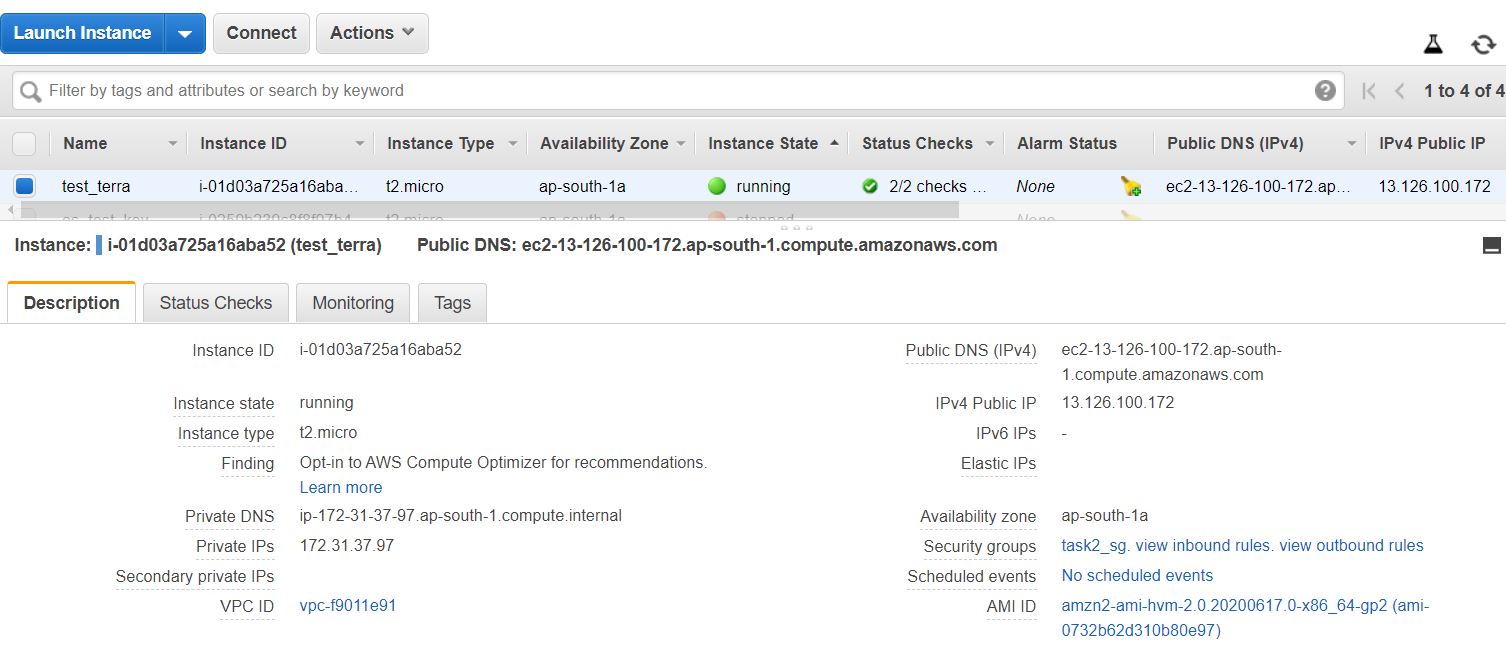 Launch Instance Connect Actions
Filter by tags and attributes or search by keyword 1 to 4 of 4
Name Instance ID Instance Type Availability Zone Instance State Status Checks Alarm Status Public DNS (IPv4) IPv4 Public IP
test_terra i-01d03a725a16aba... t2.micro ap-south-1a running 2/2 checks ... None ec2-13-126-100-172.ap... 13.126.100.172
t2.micro ap-south-1a stopped None
Instance: i-01d03a725a16aba52 (test_terra) Public DNS: ec2-13-126-100-172.ap-south-1.compute.amazonaws.com
Description Status Checks Monitoring Tags
Instance ID i-01d03a725a16aba52 Public DNS (IPv4) ec2-13-126-100-172.ap-south-
1.compute.amazonaws.com
Instance state running IPv4 Public IP 13.126.100.172
Instance type t2.micro IPv6 IPs -
Finding Opt-in to AWS Compute Optimizer for recommendations. Elastic IPs
Learn more
Private DNS ip-172-31-37-97.ap-south-1.compute.internal Availability zone ap-south-1a
Private IPs 172.31.37.97 Security groups task2_sg. view inbound rules. view outbound rules
Secondary private IPs Scheduled events No scheduled events
VPC ID vpc-f9011e91 AMI ID amzn2-ami-hvm-2.0.20200617.0-x86_64-gp2 (ami-
0732b62d310b80e97)